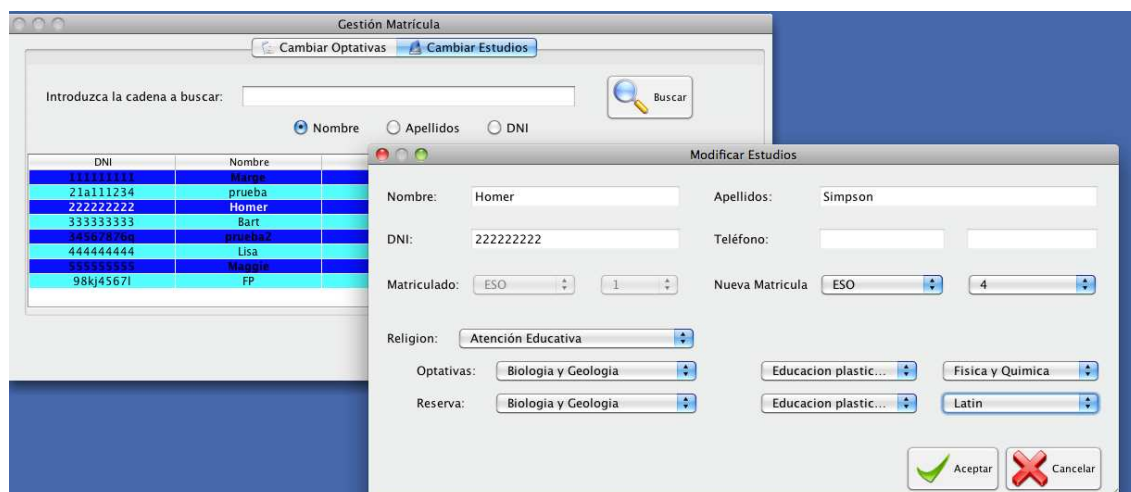 Gestión Matrícula
Cambiar Optativas Cambiar Estudios
Introduzca la cadena a buscar: Buscar
Nombre Apellidos DNI
DNI Nombre
111111111 Marge
21a111234 prueba
222222222 Homer
333333333 Bart
34567876q prueba2
444444444 Lisa
555555555 Maggie
98kj4567l FP
Modificar Estudios
Nombre: Homer Apellidos: Simpson
DNI: 222222222 Teléfono:
Matriculado: ESO 1 Nueva Matricula ESO 4
Religion: Atención Educativa
Optativas: Biologia y Geologia Educacion plastic... Fisica y Quimica
Reserva: Biologia y Geologia Educacion plastic... Latin
Aceptar Cancelar